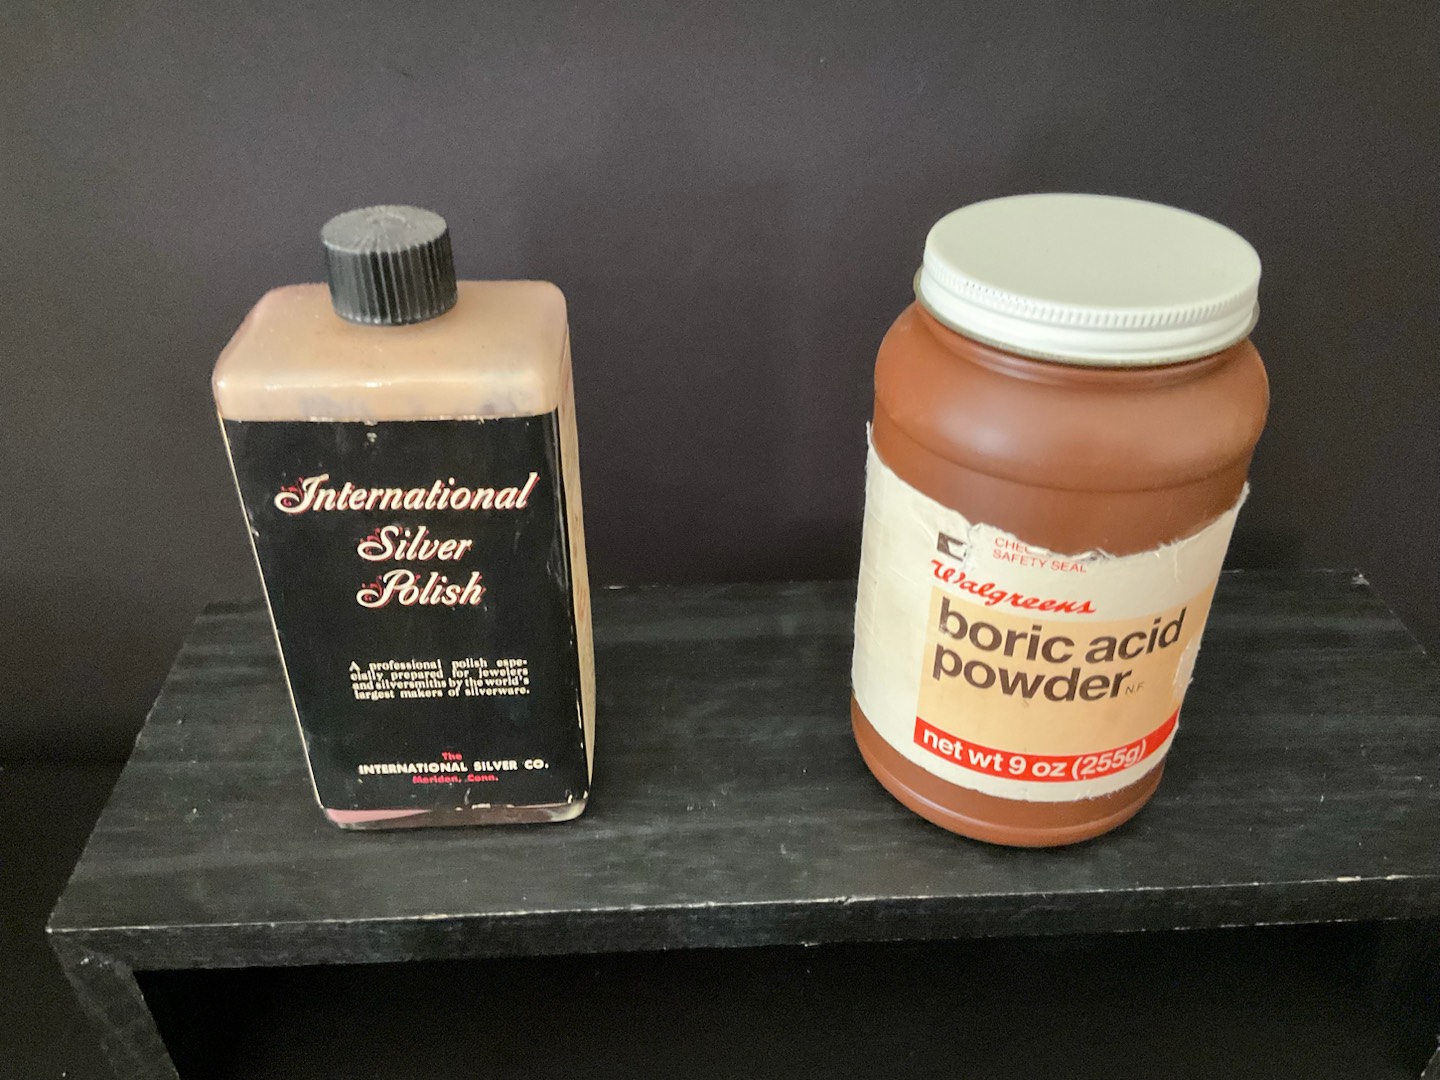 International
Silver
Polish
A professional polish espe-
cially prepared for jewelers
and silversmiths by the world's
largest makers of silverware.
The
INTERNATIONAL SILVER CO.
Meriden, Conn.
SAFETY SEAL
Walgreens
boric acid
powder N.F.
net wt 9 oz (255g)